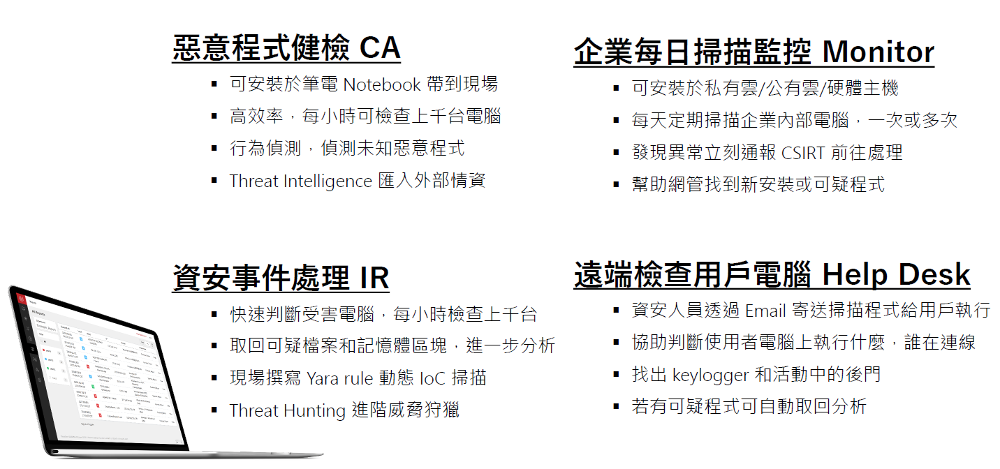 惡意程式健檢 CA
▪ 可安裝於筆電 Notebook 帶到現場
▪ 高效率，每小時可檢查上千台電腦
▪ 行為偵測，偵測未知惡意程式
▪ Threat Intelligence 匯入外部情資
企業每日掃描監控 Monitor
▪ 可安裝於私有雲/公有雲/硬體主機
▪ 每天定期掃描企業內部電腦，一次或多次
▪ 發現異常立刻通報 CSIRT 前往處理
▪ 幫助網管找到新安裝或可疑程式
資安事件處理 IR
▪ 快速判斷受害電腦，每小時檢查上千台
▪ 取回可疑檔案和記憶體區塊，進一步分析
▪ 現場撰寫 Yara rule 動態 IoC 掃描
▪ Threat Hunting 進階威脅狩獵
遠端檢查用戶電腦 Help Desk
▪ 資安人員透過 Email 寄送掃描程式給用戶執行
▪ 協助判斷使用者電腦上執行什麼，誰在連線
▪ 找出 keylogger 和活動中的後門
▪ 若有可疑程式可自動取回分析